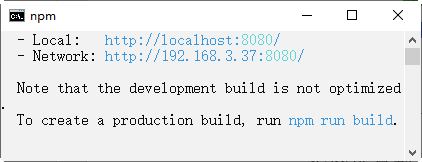 npm
- Local:   http://localhost:8080/
- Network: http://192.168.3.37:8080/
Note that the development build is not optimized
.
To create a production build, run npm run build.